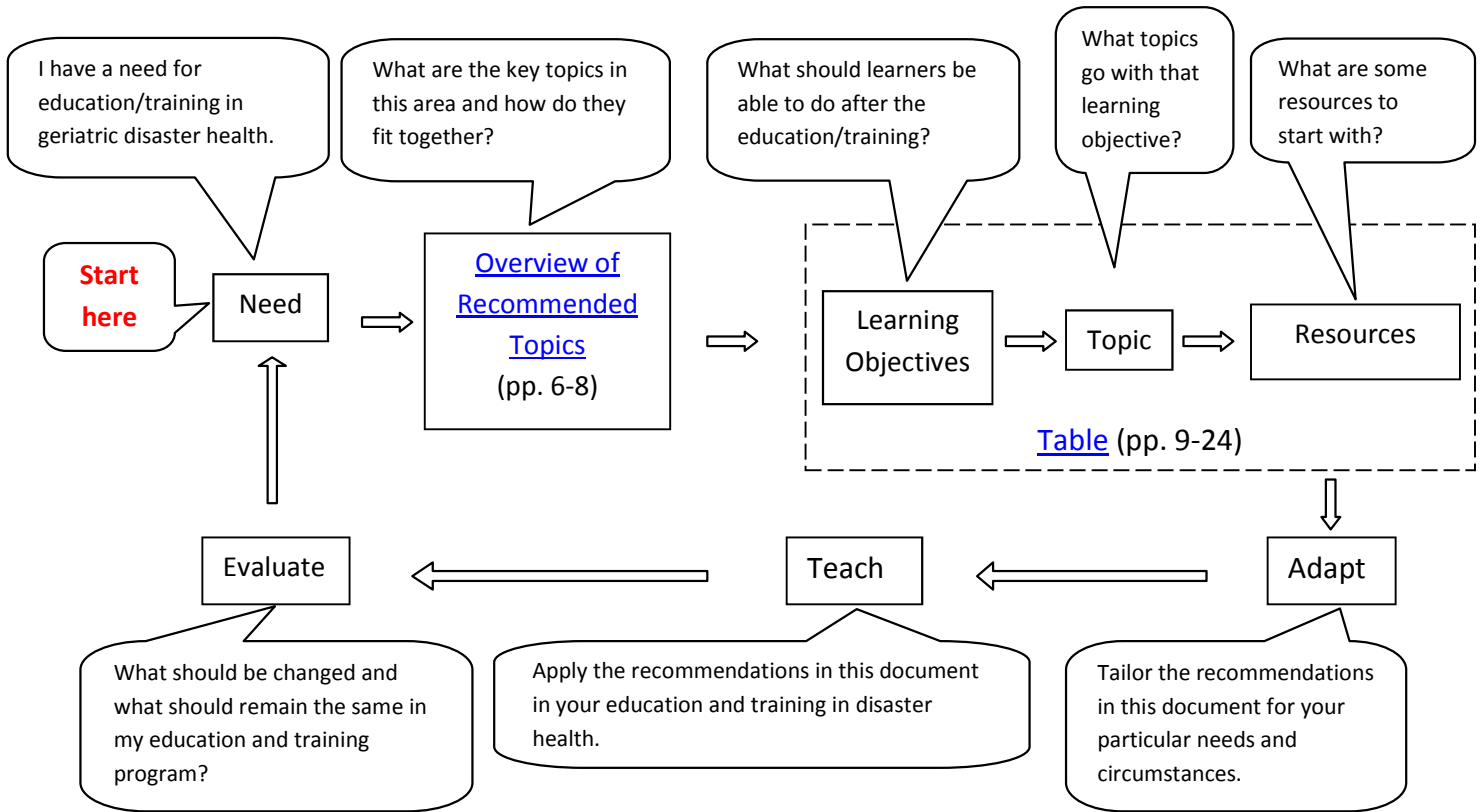 I have a need for
education/training in
geriatric disaster health.
What are the key topics in
this area and how do they
fit together?
What should learners be
able to do after the
education/training?
What topics
go with that
learning
objective?
What are some
resources to
start with?
Start
here
Need
Overview of
Recommended
Topics
(pp. 6-8)
Learning
Objectives
Topic
Resources
Table (pp. 9-24)
Evaluate
Teach
Adapt
What should be changed and
what should remain the same in
my education and training
program?
Apply the recommendations in this document
in your education and training in disaster
health.
Tailor the recommendations
in this document for your
particular needs and
circumstances.